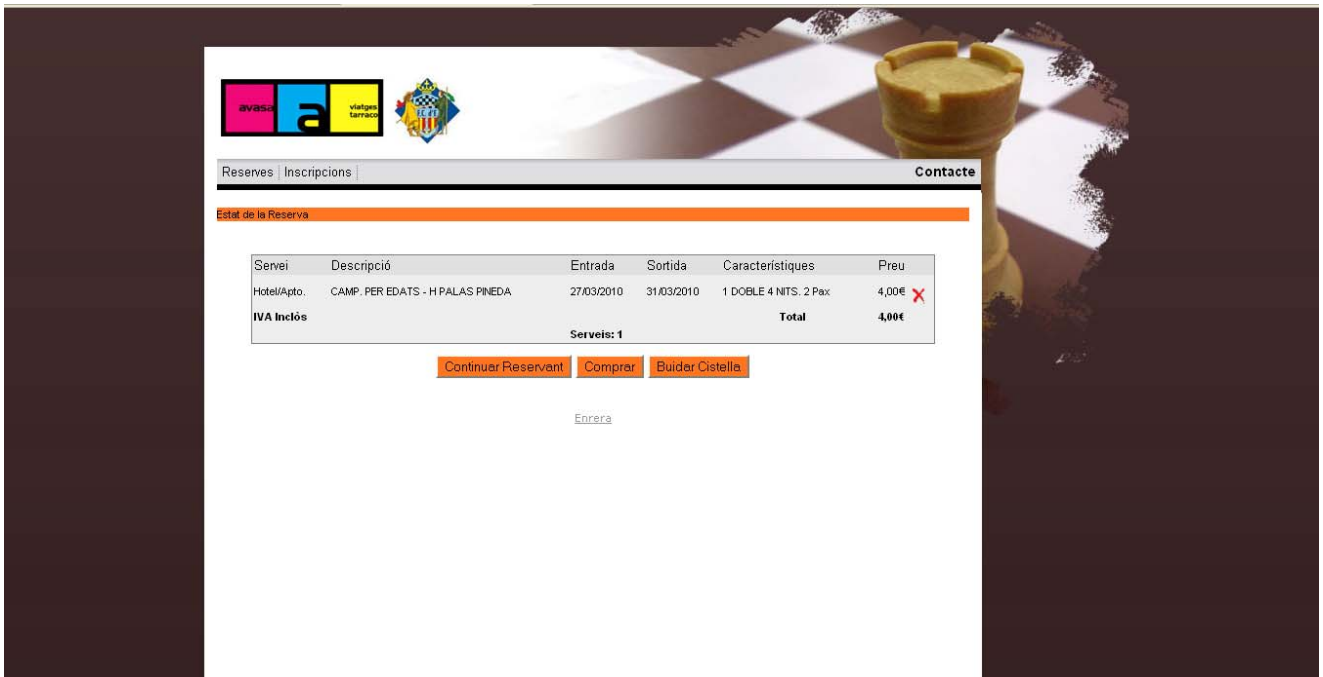 avasa
a
viatges
tarraco
Reserves | Inscripcions |
Contacte
Estat de la Reserva
Servei Descripció Entrada Sortida Característiques Preu
Hotel/Apto. CAMP. PER EDATS - H PALAS PINEDA 27/03/2010 31/03/2010 1 DOBLE 4 NITS. 2 Pax 4,00€
IVA Inclòs Total 4,00€
Serveis: 1
Continuar Reservant Comprar Buidar Cistella
Enrera